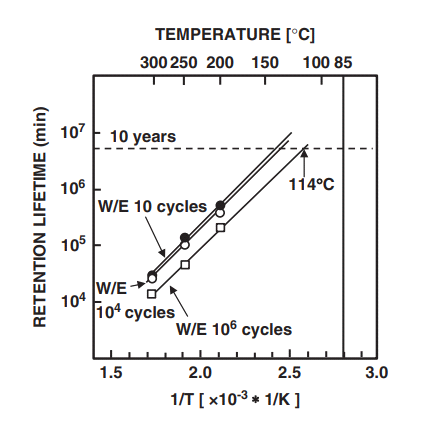 TEMPERATURE [°C]
300 250 200 150 100 85
RETENTION LIFETIME (min)
10⁷
10⁶
10⁵
10⁴
10 years
114°C
W/E 10 cycles
W/E
10⁴ cycles
W/E 10⁶ cycles
1.5 2.0 2.5 3.0
1/T [ ×10⁻³ * 1/K ]